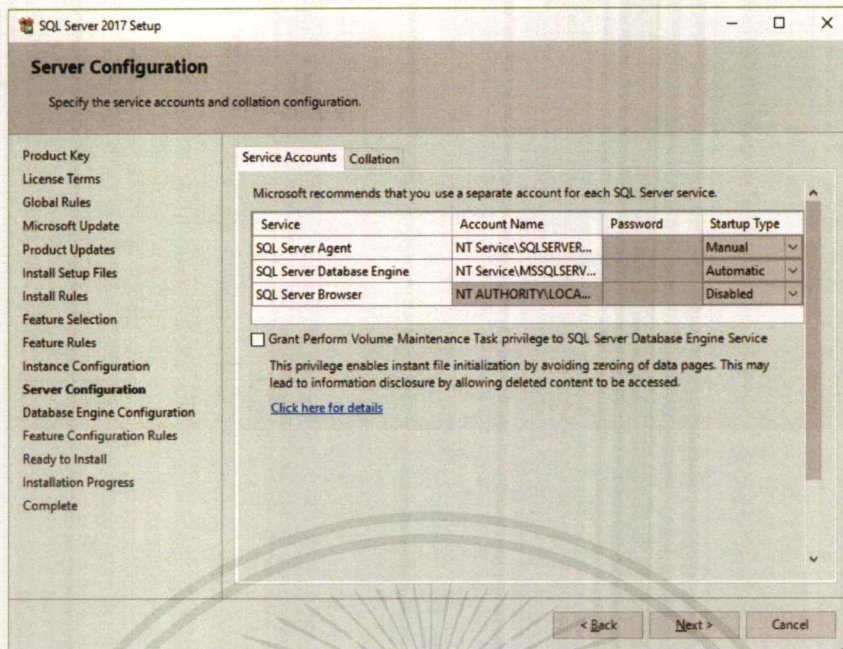 SQL Server 2017 Setup
Server Configuration
Specify the service accounts and collation configuration.
Product Key
License Terms
Global Rules
Microsoft Update
Product Updates
Install Setup Files
Install Rules
Feature Selection
Feature Rules
Instance Configuration
Server Configuration
Database Engine Configuration
Feature Configuration Rules
Ready to Install
Installation Progress
Complete
Service Accounts Collation
Microsoft recommends that you use a separate account for each SQL Server service.
Service Account Name Password Startup Type
SQL Server Agent NT Service\SQLSERVER... Manual
SQL Server Database Engine NT Service\MSSQLSERV... Automatic
SQL Server Browser NT AUTHORITY\LOCA... Disabled
Grant Perform Volume Maintenance Task privilege to SQL Server Database Engine Service
This privilege enables instant file initialization by avoiding zeroing of data pages. This may
lead to information disclosure by allowing deleted content to be accessed.
Click here for details
< Back Next > Cancel